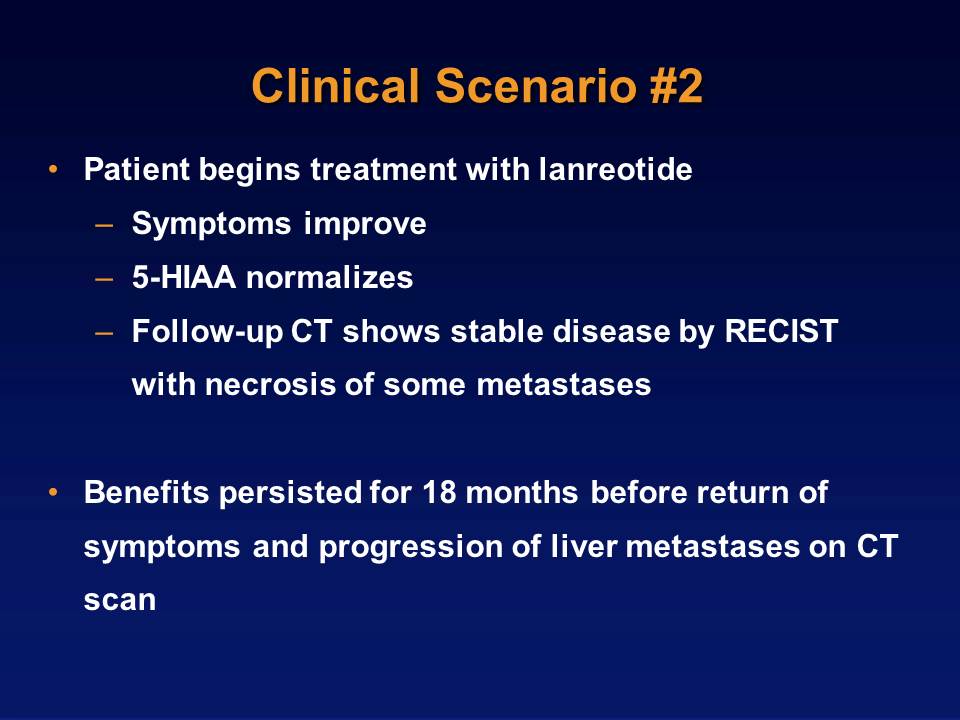 Clinical Scenario #2
• Patient begins treatment with lanreotide
– Symptoms improve
– 5-HIAA normalizes
– Follow-up CT shows stable disease by RECIST
with necrosis of some metastases
• Benefits persisted for 18 months before return of
symptoms and progression of liver metastases on CT
scan